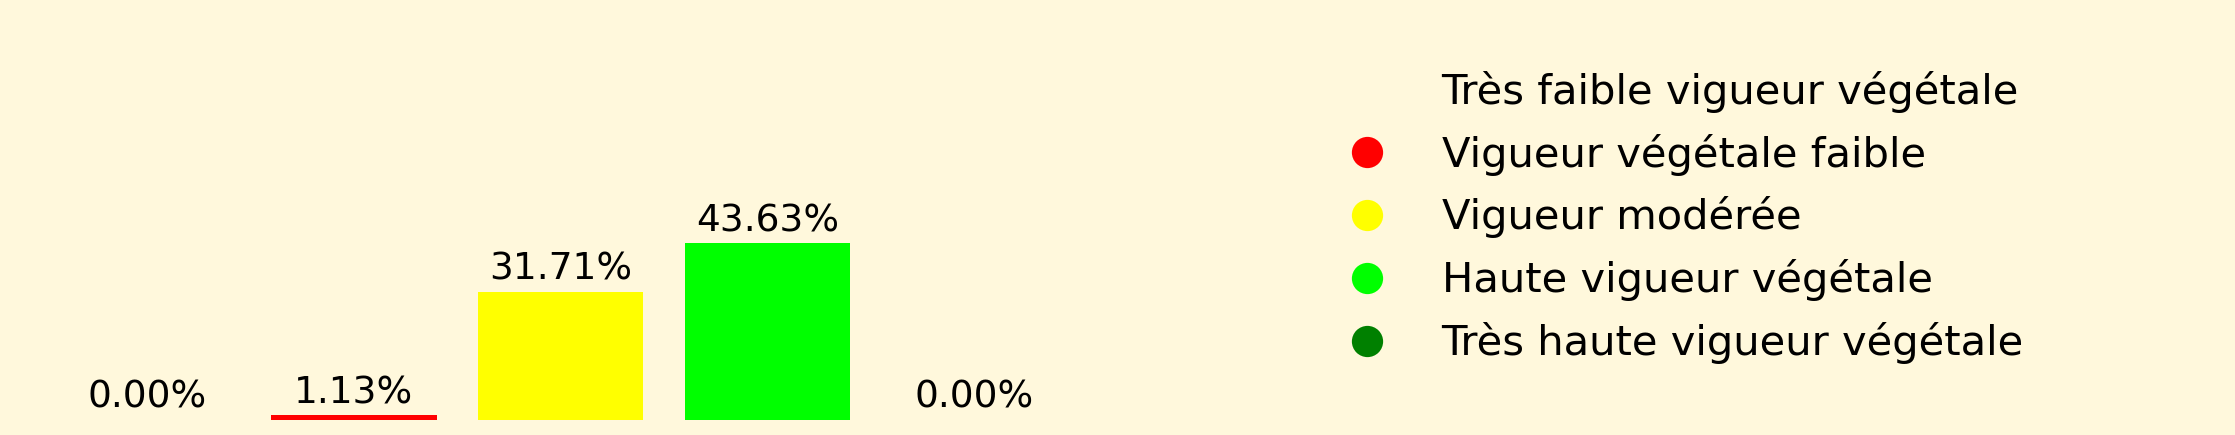 0.00%
1.13%
31.71%
43.63%
0.00%
Très faible vigueur végétale
Vigueur végétale faible
Vigueur modérée
Haute vigueur végétale
Très haute vigueur végétale